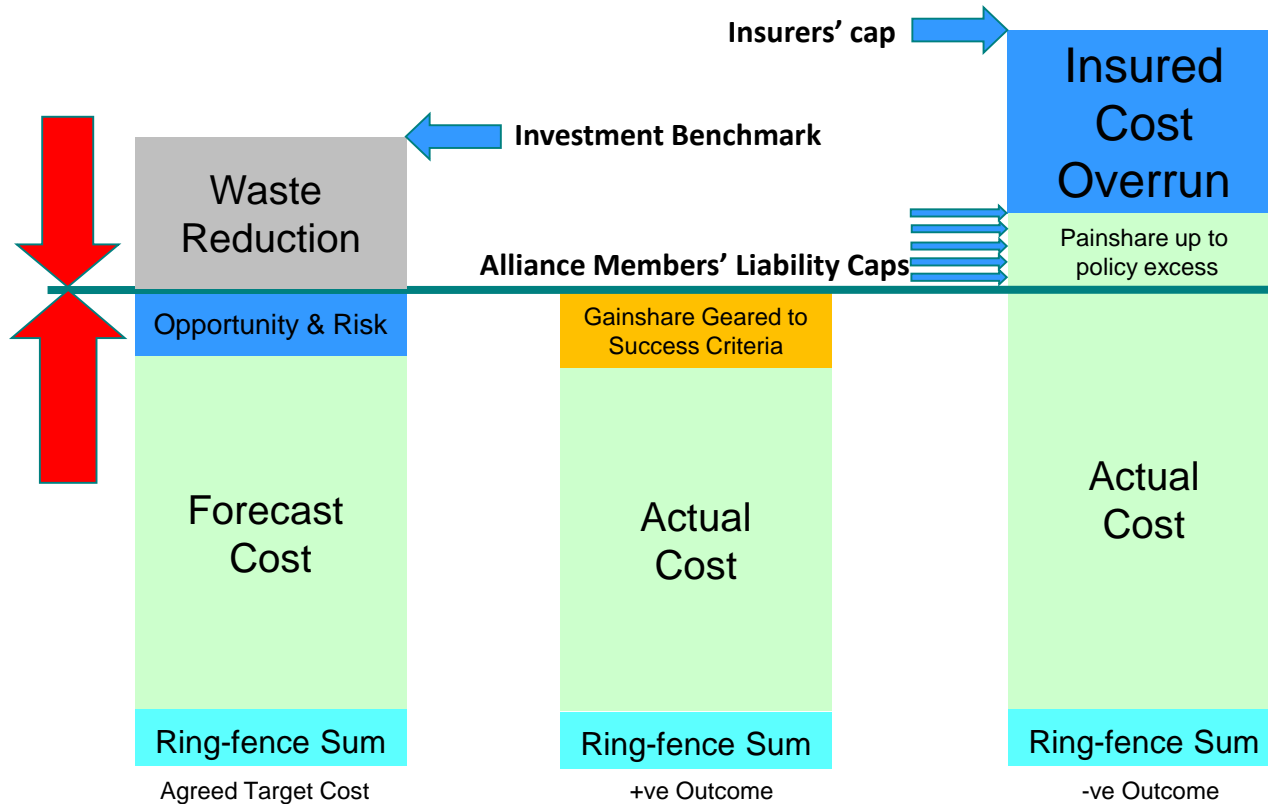 Insurers' cap
Insured
Cost
Overrun
Investment Benchmark
Waste
Reduction
Alliance Members' Liability Caps
Painshare up to
policy excess
Opportunity & Risk
Gainshare Geared to
Success Criteria
Forecast
Cost
Actual
Cost
Actual
Cost
Ring-fence Sum
Ring-fence Sum
Ring-fence Sum
Agreed Target Cost
+ve Outcome
-ve Outcome